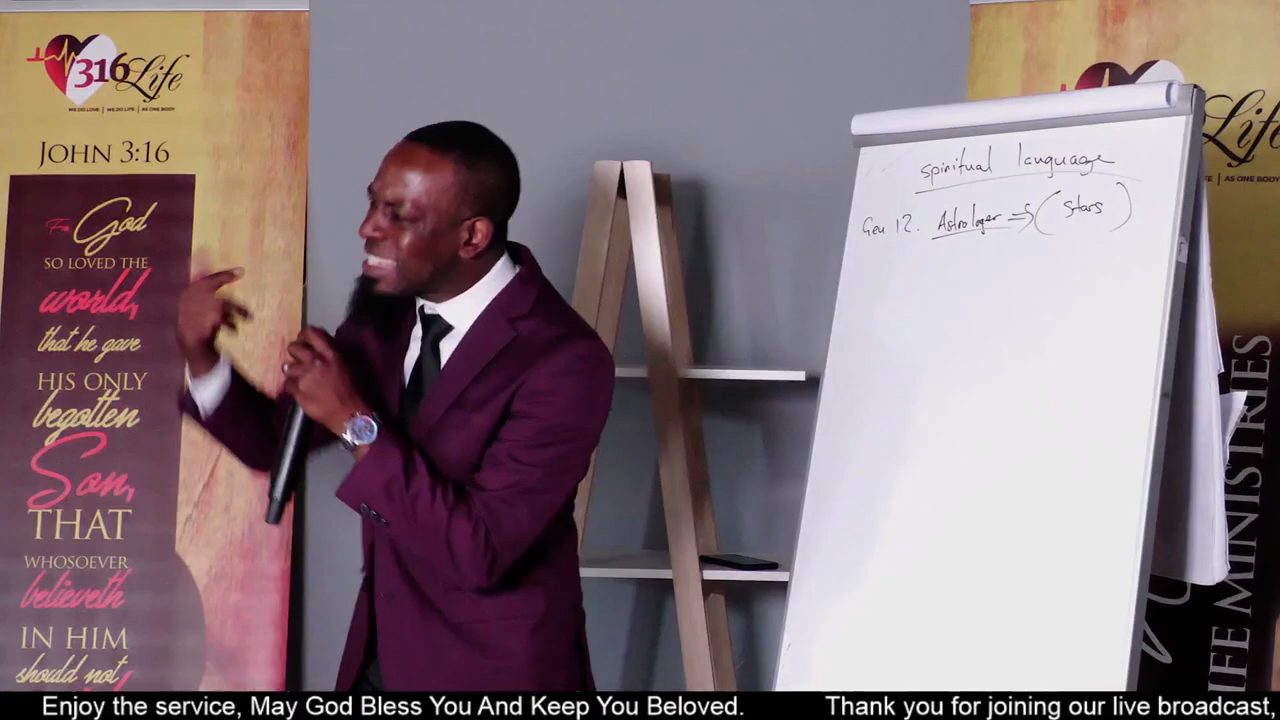 316 Life
WE DO LOVE | WE DO LIFE | AS ONE BODY
JOHN 3:16
For God
SO LOVED THE
world,
that he gave
HIS ONLY
begotten
Son,
THAT
WHOSOEVER
believeth
IN HIM
should not
spiritual language
Gen 12. Astrologer => (stars)
Life
AS ONE BODY
LIFE MINISTRIES
Enjoy the service, May God Bless You And Keep You Beloved. Thank you for joining our live broadcast,